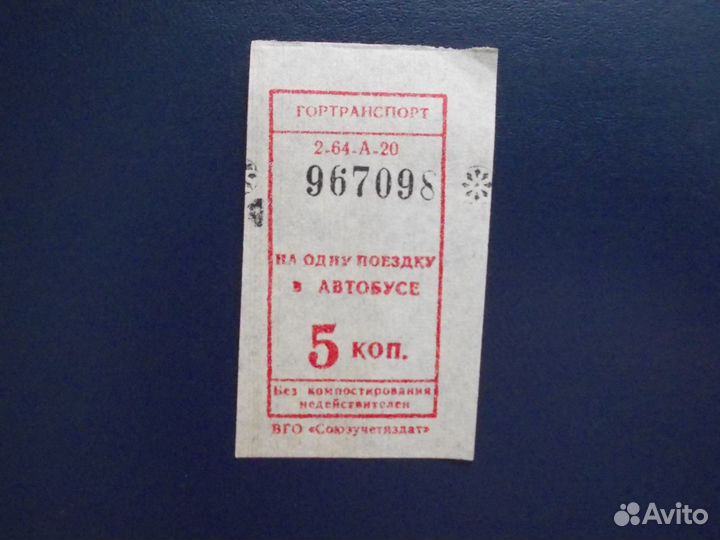 ГОРТРАНСПОРТ
2-64-А-20
967098
НА ОДНУ ПОЕЗДКУ
в АВТОБУСЕ
5 КОП.
Без компостирования
недействителен
ВГО «Союзучетиздат»
Avito